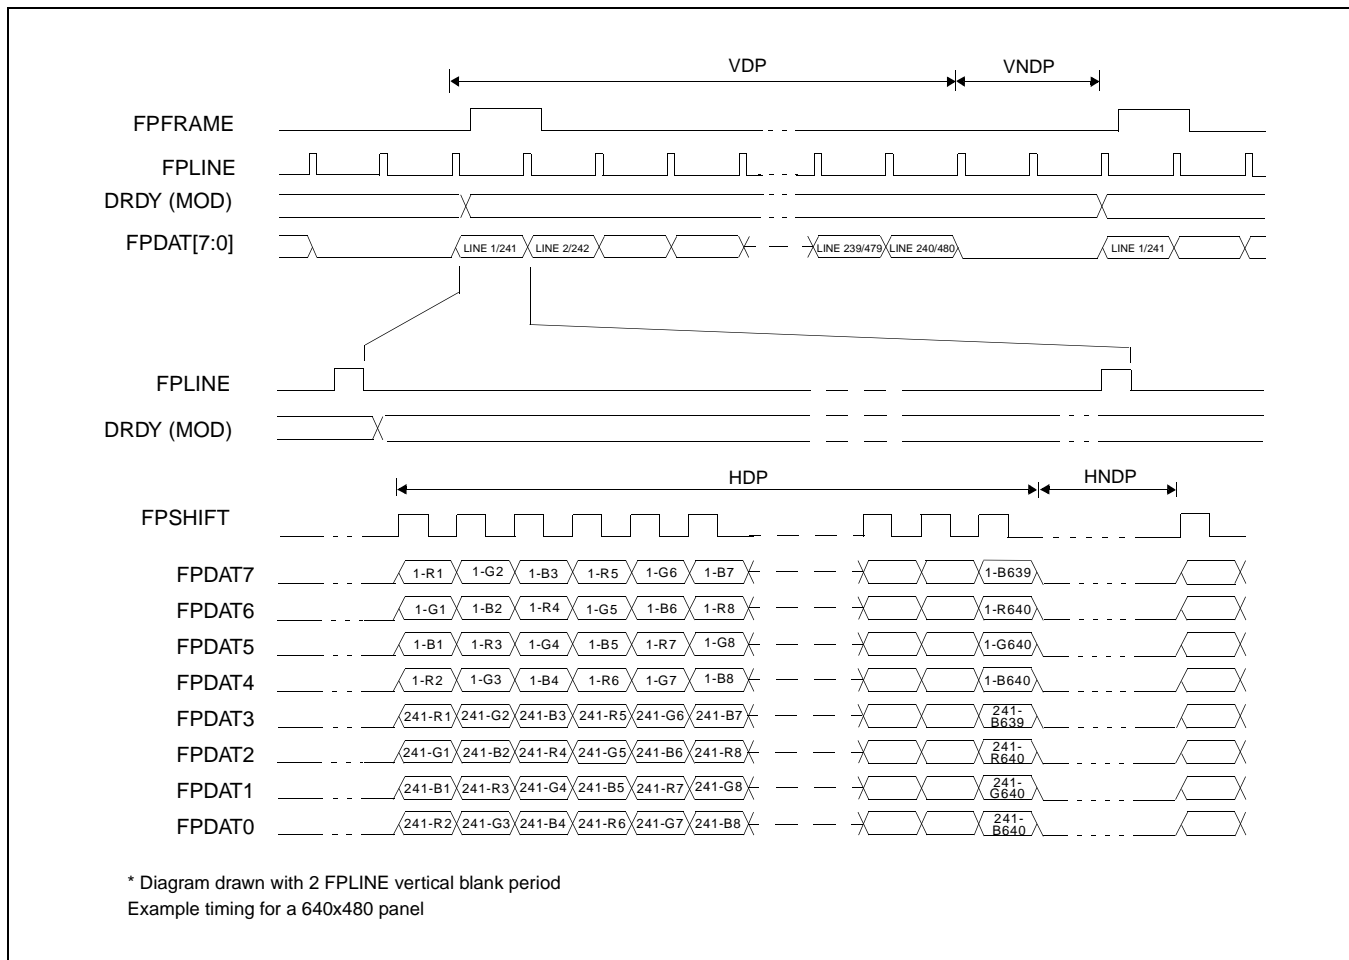 VDP VNDP
FPFRAME
FPLINE
DRDY (MOD)
FPDAT[7:0] LINE 1/241 LINE 2/242 LINE 239/479 LINE 240/480 LINE 1/241
FPLINE
DRDY (MOD)
HDP HNDP
FPSHIFT
FPDAT7 1-R1 1-G2 1-B3 1-R5 1-G6 1-B7 1-B639
FPDAT6 1-G1 1-B2 1-R4 1-G5 1-B6 1-R8 1-R640
FPDAT5 1-B1 1-R3 1-G4 1-B5 1-R7 1-G8 1-G640
FPDAT4 1-R2 1-G3 1-B4 1-R6 1-G7 1-B8 1-B640
FPDAT3 241-R1 241-G2 241-B3 241-R5 241-G6 241-B7 241-B639
FPDAT2 241-G1 241-B2 241-R4 241-G5 241-B6 241-R8 241-R640
FPDAT1 241-B1 241-R3 241-G4 241-B5 241-R7 241-G8 241-G640
FPDAT0 241-R2 241-G3 241-B4 241-R6 241-G7 241-B8 241-B640
* Diagram drawn with 2 FPLINE vertical blank period
Example timing for a 640x480 panel